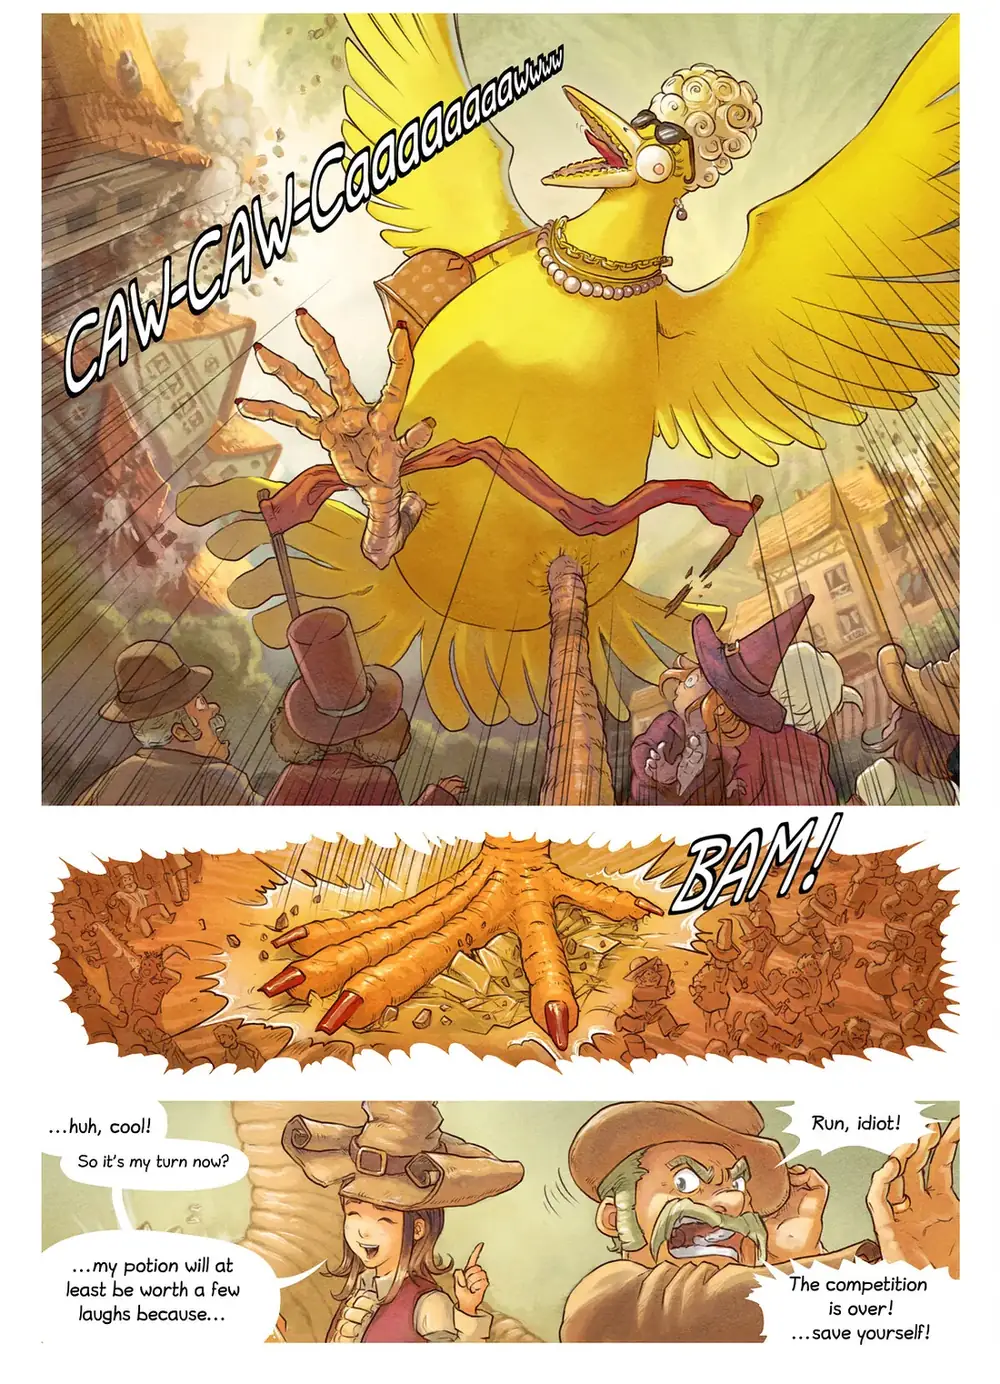 CAW-CAW-Caaaaaaaawwww
BAM!
...huh, cool!
So it's my turn now?
...my potion will at
least be worth a few
laughs because...
Run, idiot!
The competition
is over!
...save yourself!